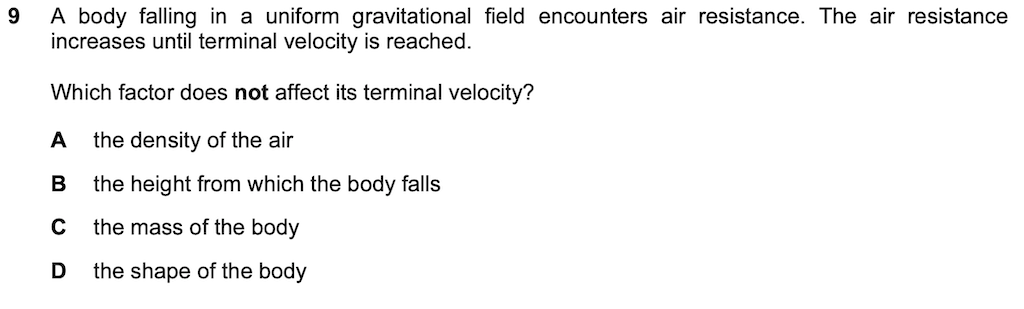 9 A body falling in a uniform gravitational field encounters air resistance. The air resistance
increases until terminal velocity is reached.
Which factor does not affect its terminal velocity?
A the density of the air
B the height from which the body falls
C the mass of the body
D the shape of the body